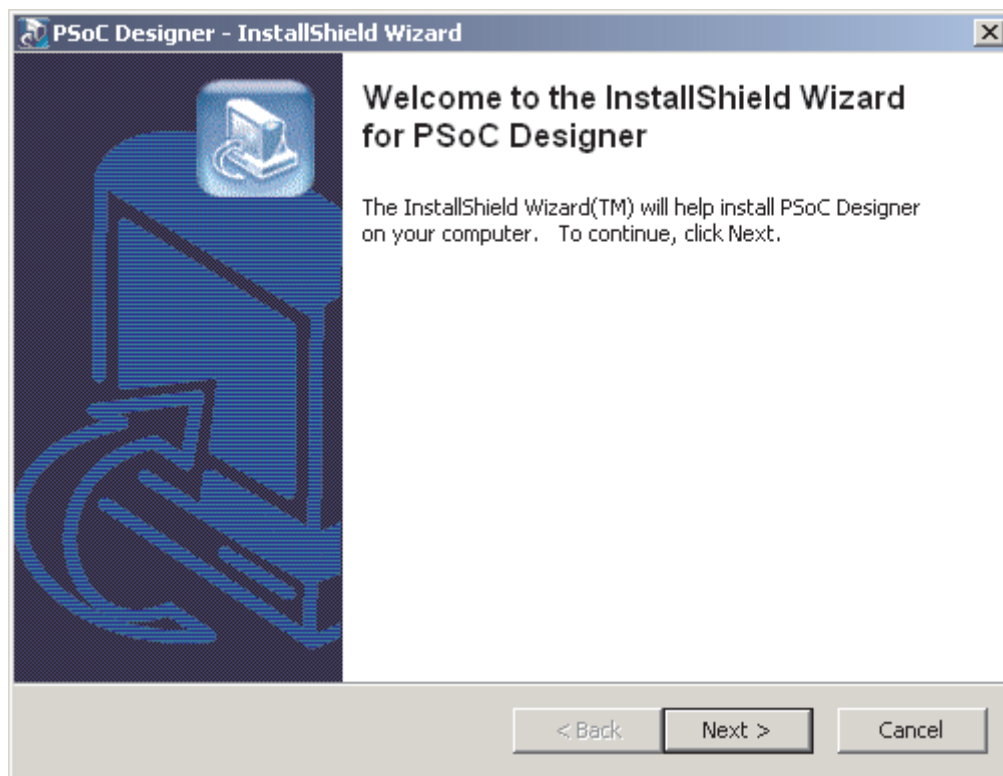 PSoC Designer - InstallShield Wizard
Welcome to the InstallShield Wizard
for PSoC Designer
The InstallShield Wizard(TM) will help install PSoC Designer
on your computer. To continue, click Next.
< Back
Next >
Cancel